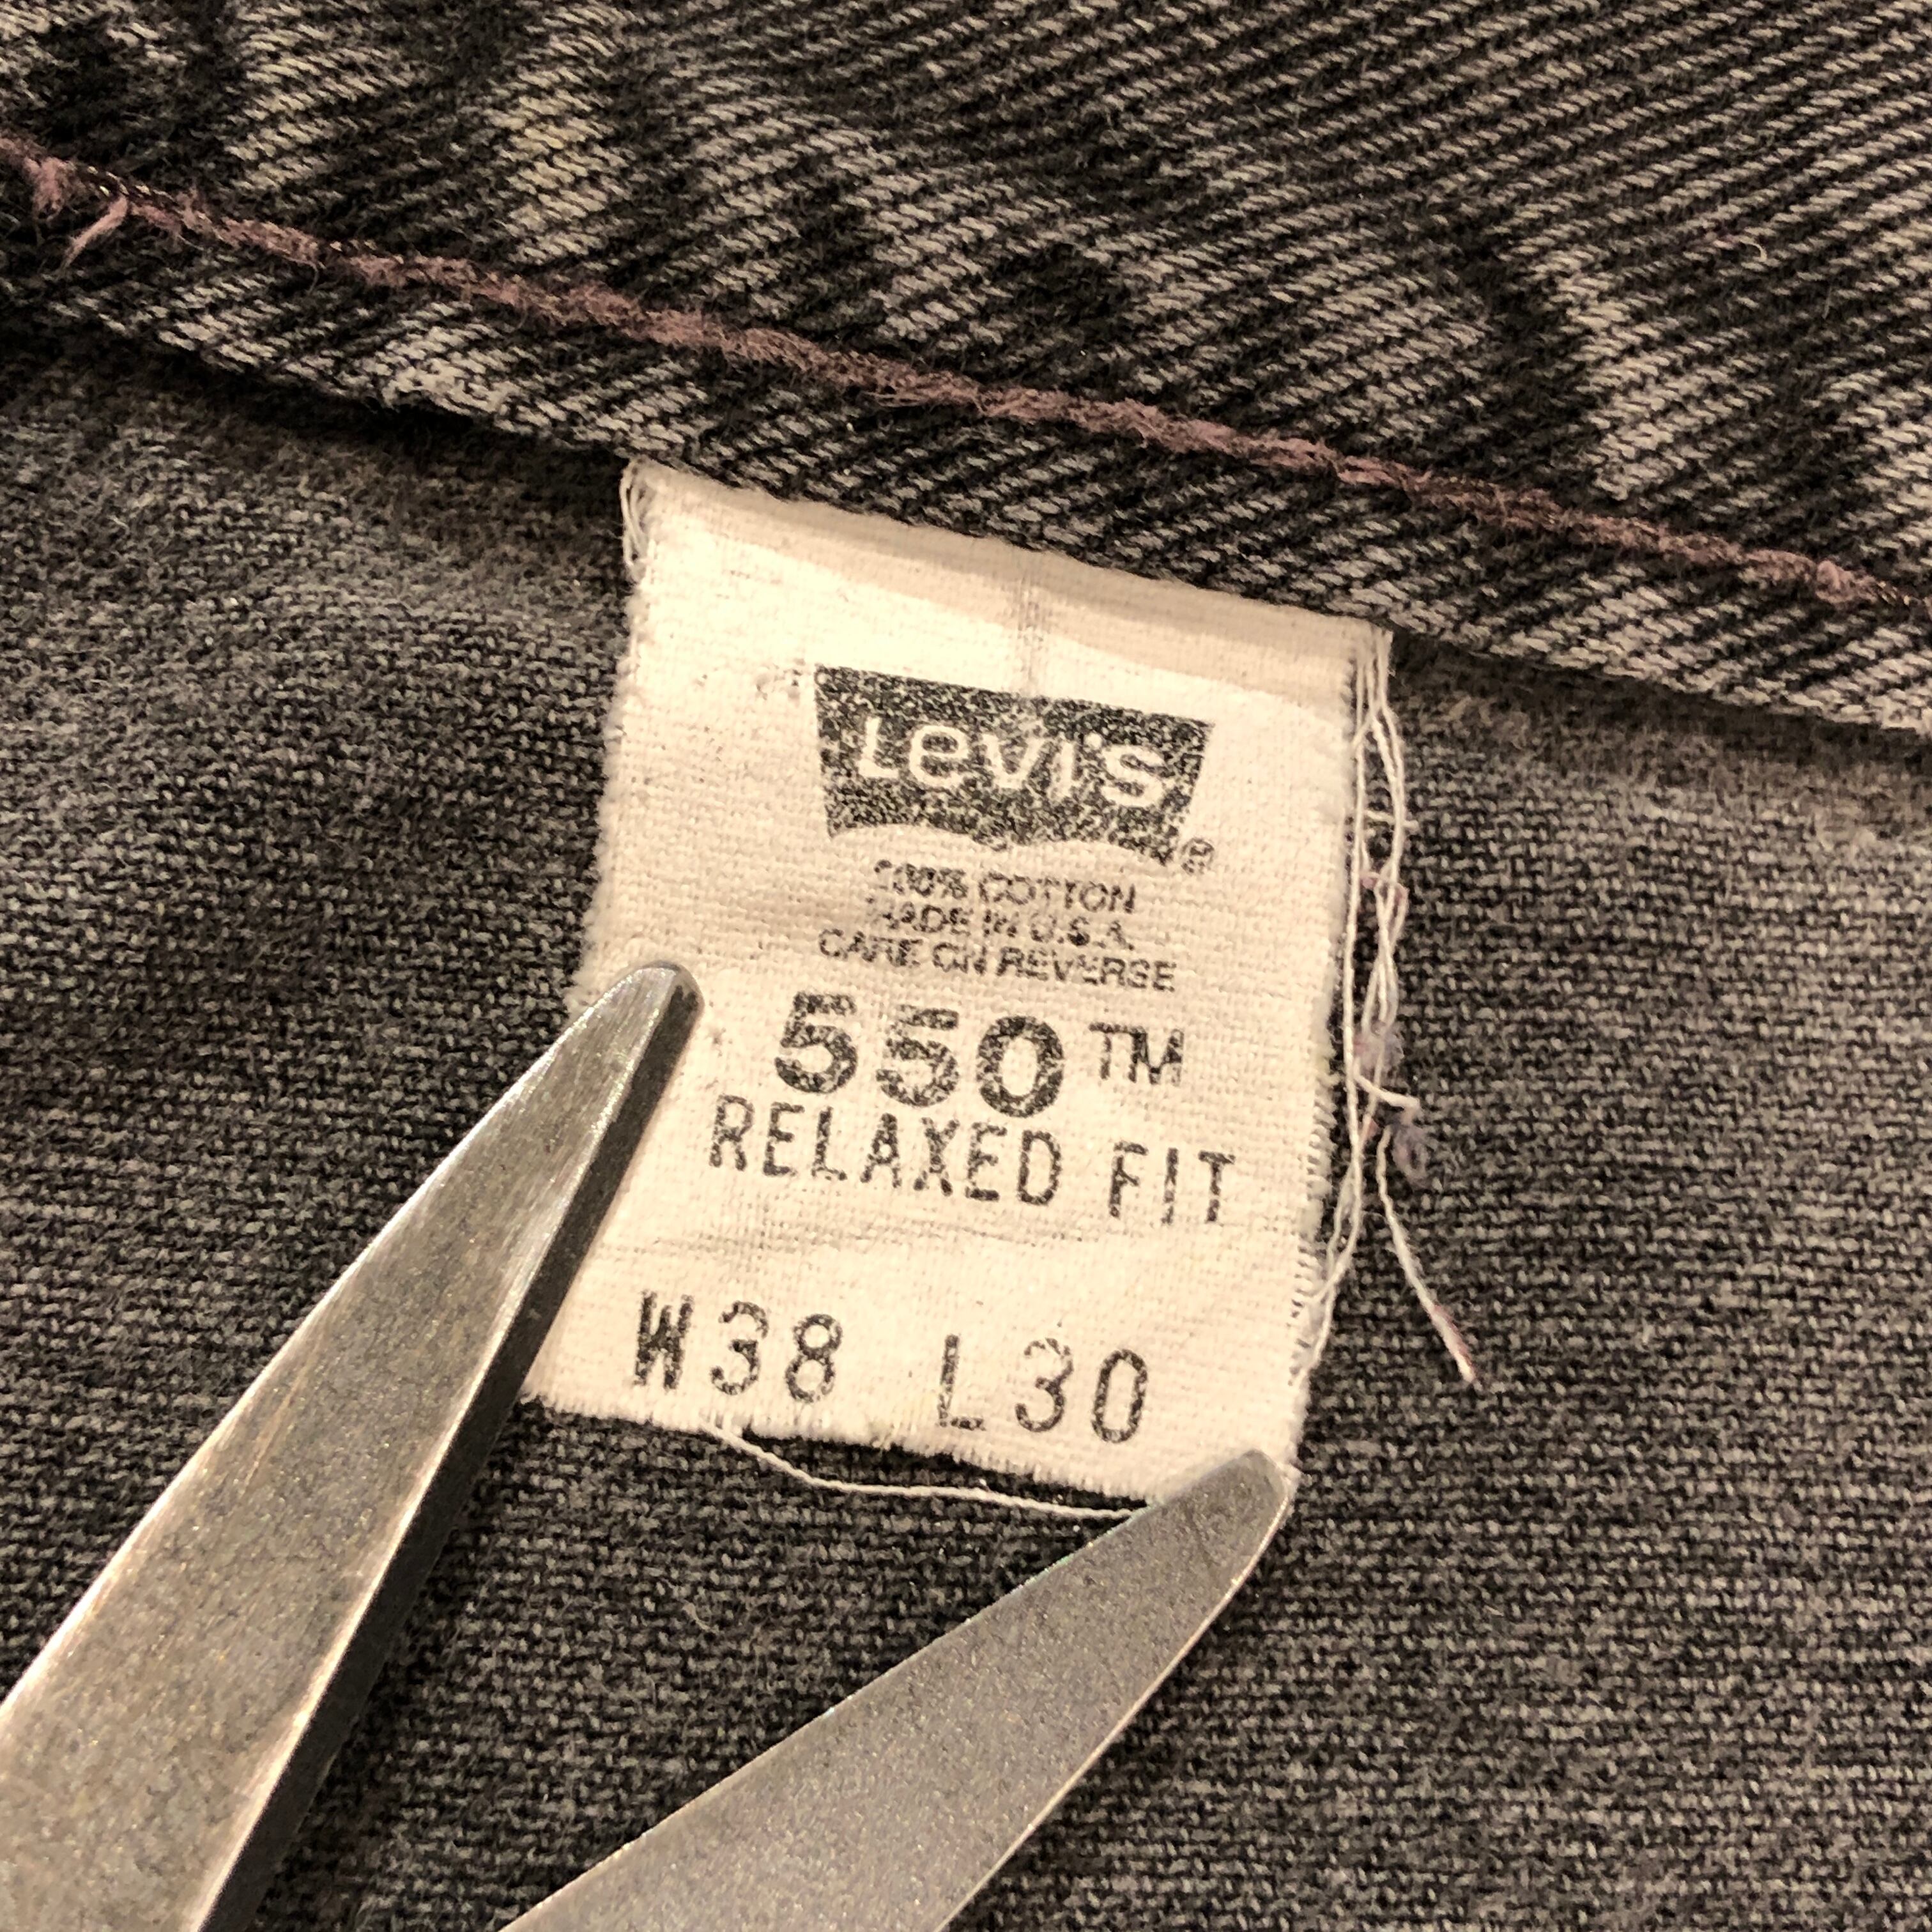 Levi's®
100% COTTON
MADE IN U.S.A.
CARE ON REVERSE
550™
RELAXED FIT
W38 L30